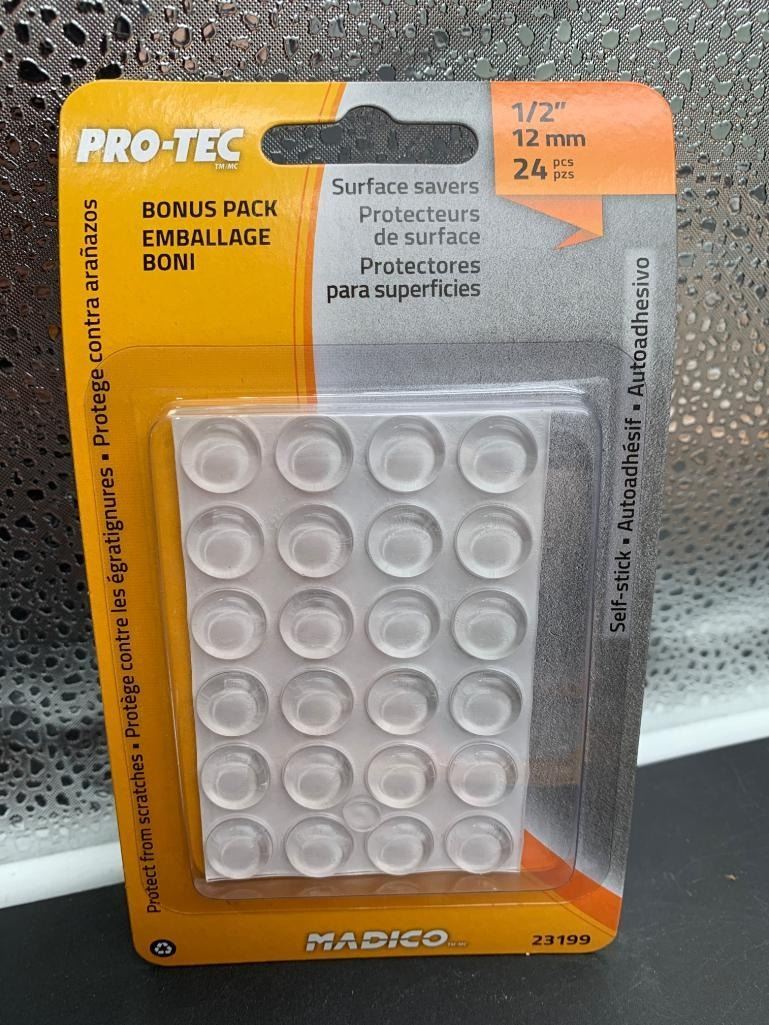 PRO-TEC
TM/MC
1/2"
12 mm
24 pcs
pzs
BONUS PACK
EMBALLAGE
BONI
Surface savers
Protecteurs
de surface
Protectores
para superficies
Protect from scratches ▪ Protège contre les égratignures ▪ Protege contra arañazos
Self-stick ▪ Autoadhésif ▪ Autoadhesivo
MADICO TM/MC
23199